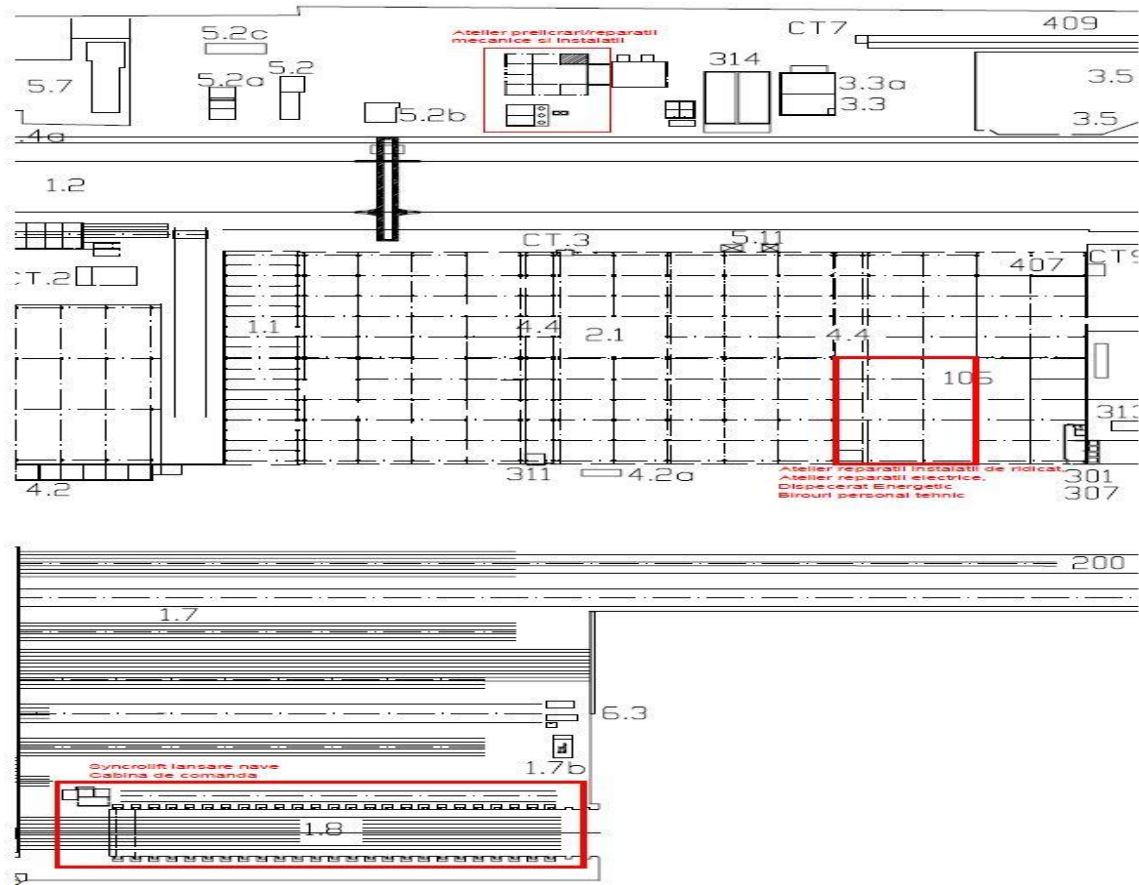 Atelier prelicrari/reparatii
mecanice si instalatii
5.2c
CT7
409
5.7
5.2a
5.2
314
3.3a
3.5
3.3
5.2b
3.5
.4a
1.2
CT.3
5.11
CT.2
407
CT9
1.1
4.4
2.1
4.4
105
313
4.2
311
4.2a
Atelier reparatii instalatii de ridicat,
Atelier reparatii electrice,
Dispecerat Energetic
Birouri personal tehnic
301
307
200
1.7
6.3
1.7b
Syncrolift lansare nave
Cabina de comanda
1.8